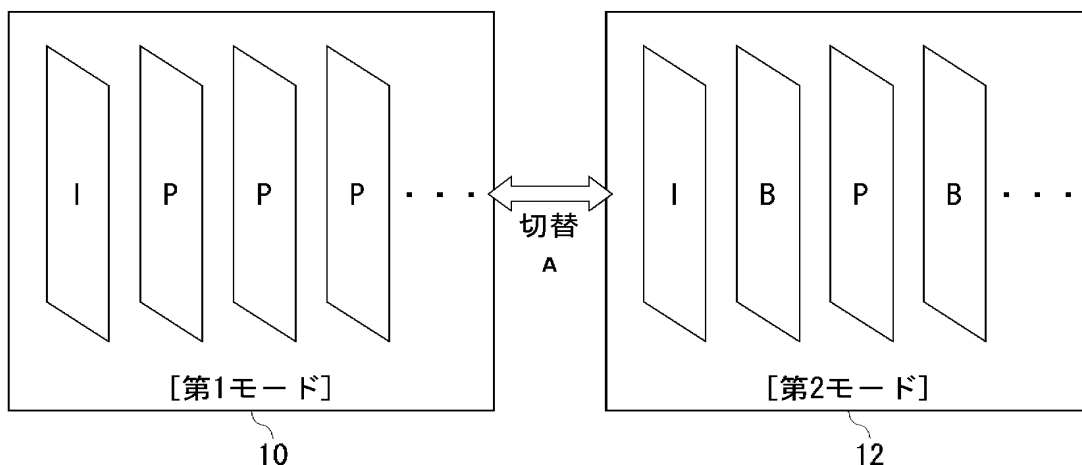 I P P P ・・・
切替
A
I B P B ・・・
[第1モード]
[第2モード]
10
12